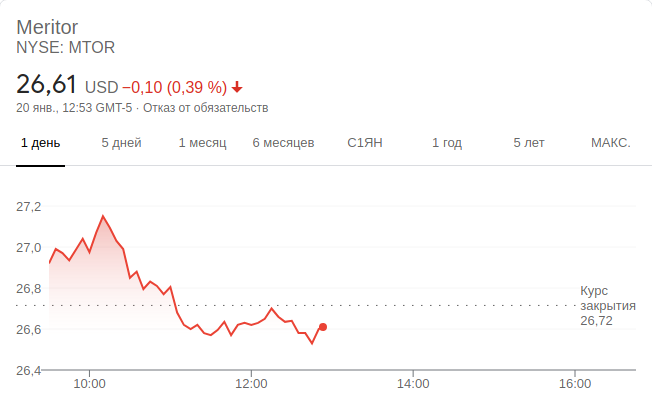 Meritor
NYSE: MTOR
26,61 USD −0,10 (0,39 %)
20 янв., 12:53 GMT-5 · Отказ от обязательств
1 день 5 дней 1 месяц 6 месяцев С1ЯН 1 год 5 лет МАКС.
27,2
27,0
26,8
Курс
закрытия
26,72
26,6
26,4
10:00 12:00 14:00 16:00